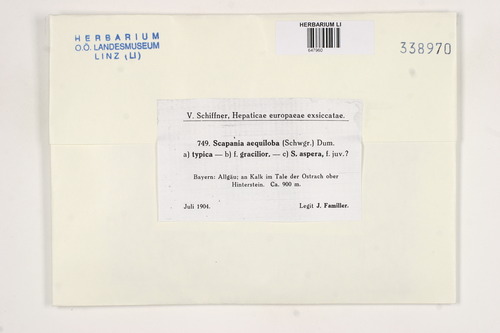 HERBARIUM
O.Ö. LANDESMUSEUM
LINZ (LI)
HERBARIUM LI
647960
338970
V. Schiffner, Hepaticae europaeae exsiccatae.
749. Scapania aequiloba (Schwgr.) Dum.
a) typica — b) f. gracilior. — c) S. aspera, f. juv.?
Bayern: Allgäu; an Kalk im Tale der Ostrach ober
Hinterstein. Ca. 900 m.
Juli 1904. Legit J. Familler.